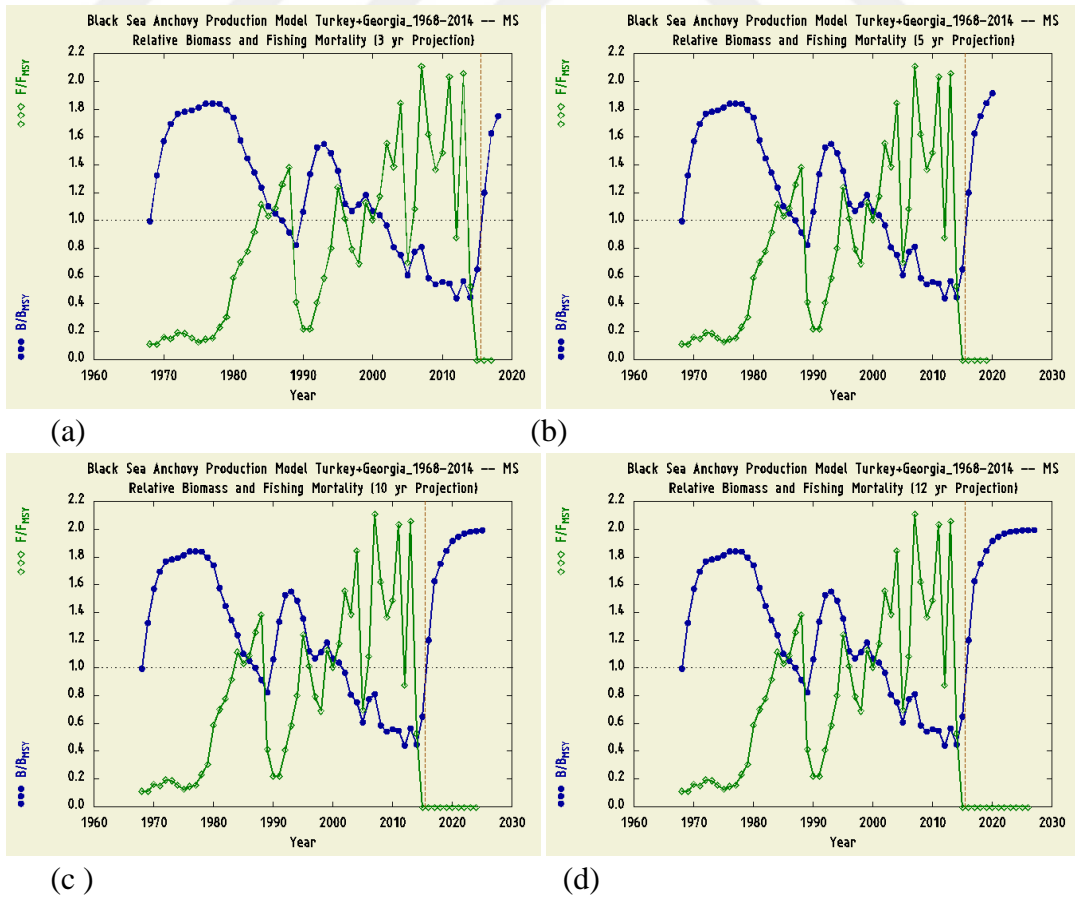 Black Sea Anchovy Production Model Turkey+Georgia_1968-2014 -- MS
Relative Biomass and Fishing Mortality (3 yr Projection)
F/FMSY
B/BMSY
2.2
2.0
1.8
1.6
1.4
1.2
1.0
0.8
0.6
0.4
0.2
0.0
1960 1970 1980 1990 2000 2010 2020
Year
(a)
Black Sea Anchovy Production Model Turkey+Georgia_1968-2014 -- MS
Relative Biomass and Fishing Mortality (5 yr Projection)
F/FMSY
B/BMSY
2.2
2.0
1.8
1.6
1.4
1.2
1.0
0.8
0.6
0.4
0.2
0.0
1960 1970 1980 1990 2000 2010 2020 2030
Year
(b)
Black Sea Anchovy Production Model Turkey+Georgia_1968-2014 -- MS
Relative Biomass and Fishing Mortality (10 yr Projection)
F/FMSY
B/BMSY
2.2
2.0
1.8
1.6
1.4
1.2
1.0
0.8
0.6
0.4
0.2
0.0
1960 1970 1980 1990 2000 2010 2020 2030
Year
(c )
Black Sea Anchovy Production Model Turkey+Georgia_1968-2014 -- MS
Relative Biomass and Fishing Mortality (12 yr Projection)
F/FMSY
B/BMSY
2.2
2.0
1.8
1.6
1.4
1.2
1.0
0.8
0.6
0.4
0.2
0.0
1960 1970 1980 1990 2000 2010 2020 2030
Year
(d)